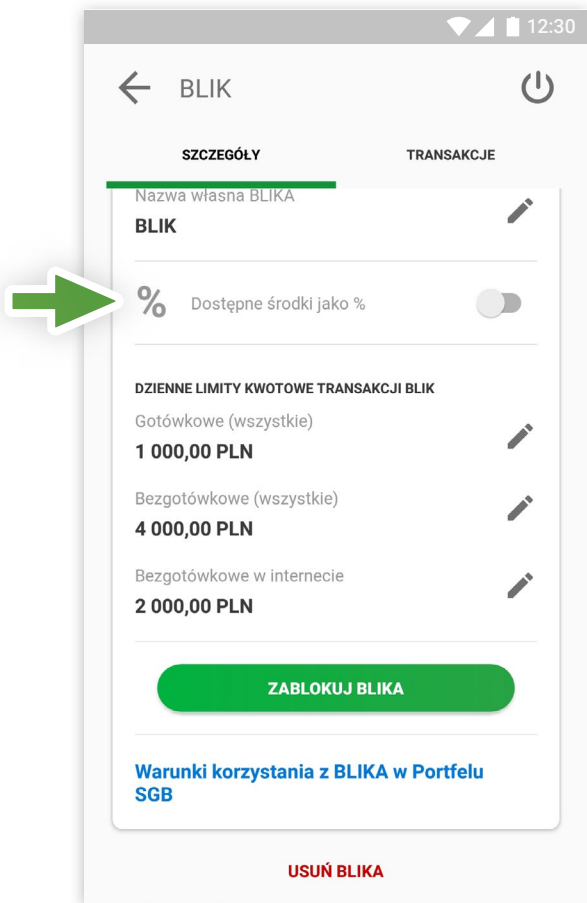 12:30
BLIK
SZCZEGÓŁY
TRANSAKCJE
Nazwa własna BLIKA
BLIK
% Dostępne środki jako %
DZIENNE LIMITY KWOTOWE TRANSAKCJI BLIK
Gotówkowe (wszystkie)
1 000,00 PLN
Bezgotówkowe (wszystkie)
4 000,00 PLN
Bezgotówkowe w internecie
2 000,00 PLN
ZABLOKUJ BLIKA
Warunki korzystania z BLIKA w Portfelu
SGB
USUŃ BLIKA